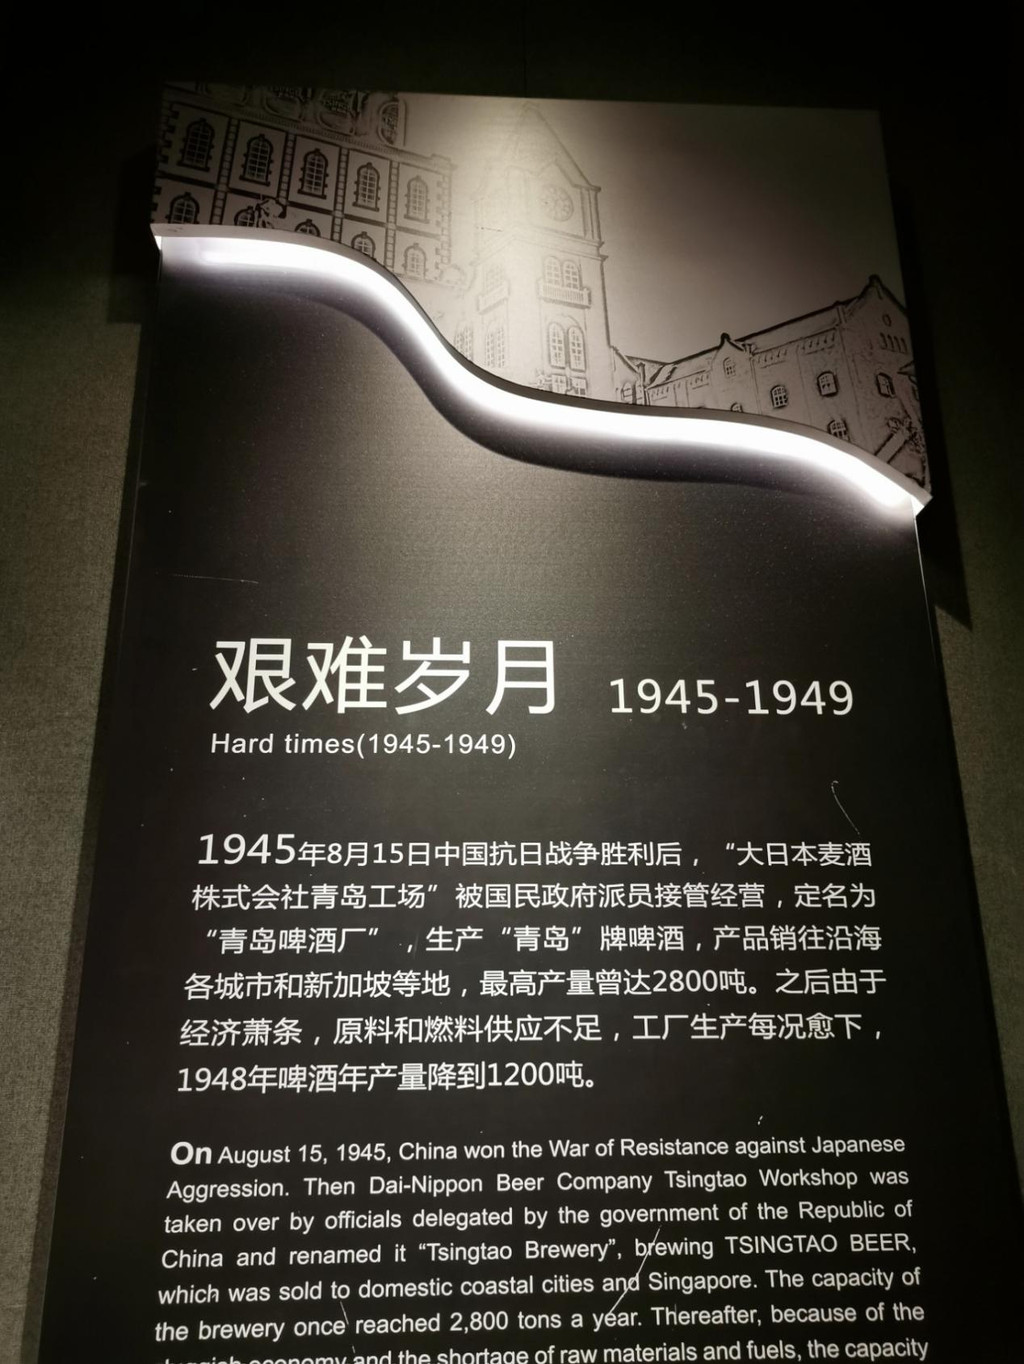 艰难岁月 1945-1949
Hard times(1945-1949)
1945年8月15日中国抗日战争胜利后，“大日本麦酒
株式会社青岛工场”被国民政府派员接管经营，定名为
“青岛啤酒厂”，生产“青岛”牌啤酒，产品销往沿海
各城市和新加坡等地，最高产量曾达2800吨。之后由于
经济萧条，原料和燃料供应不足，工厂生产每况愈下，
1948年啤酒年产量降到1200吨。
On August 15, 1945, China won the War of Resistance against Japanese
Aggression. Then Dai-Nippon Beer Company Tsingtao Workshop was
taken over by officials delegated by the government of the Republic of
China and renamed it “Tsingtao Brewery”, brewing TSINGTAO BEER,
which was sold to domestic coastal cities and Singapore. The capacity of
the brewery once reached 2,800 tons a year. Thereafter, because of the
economy and the shortage of raw materials and fuels, the capacity